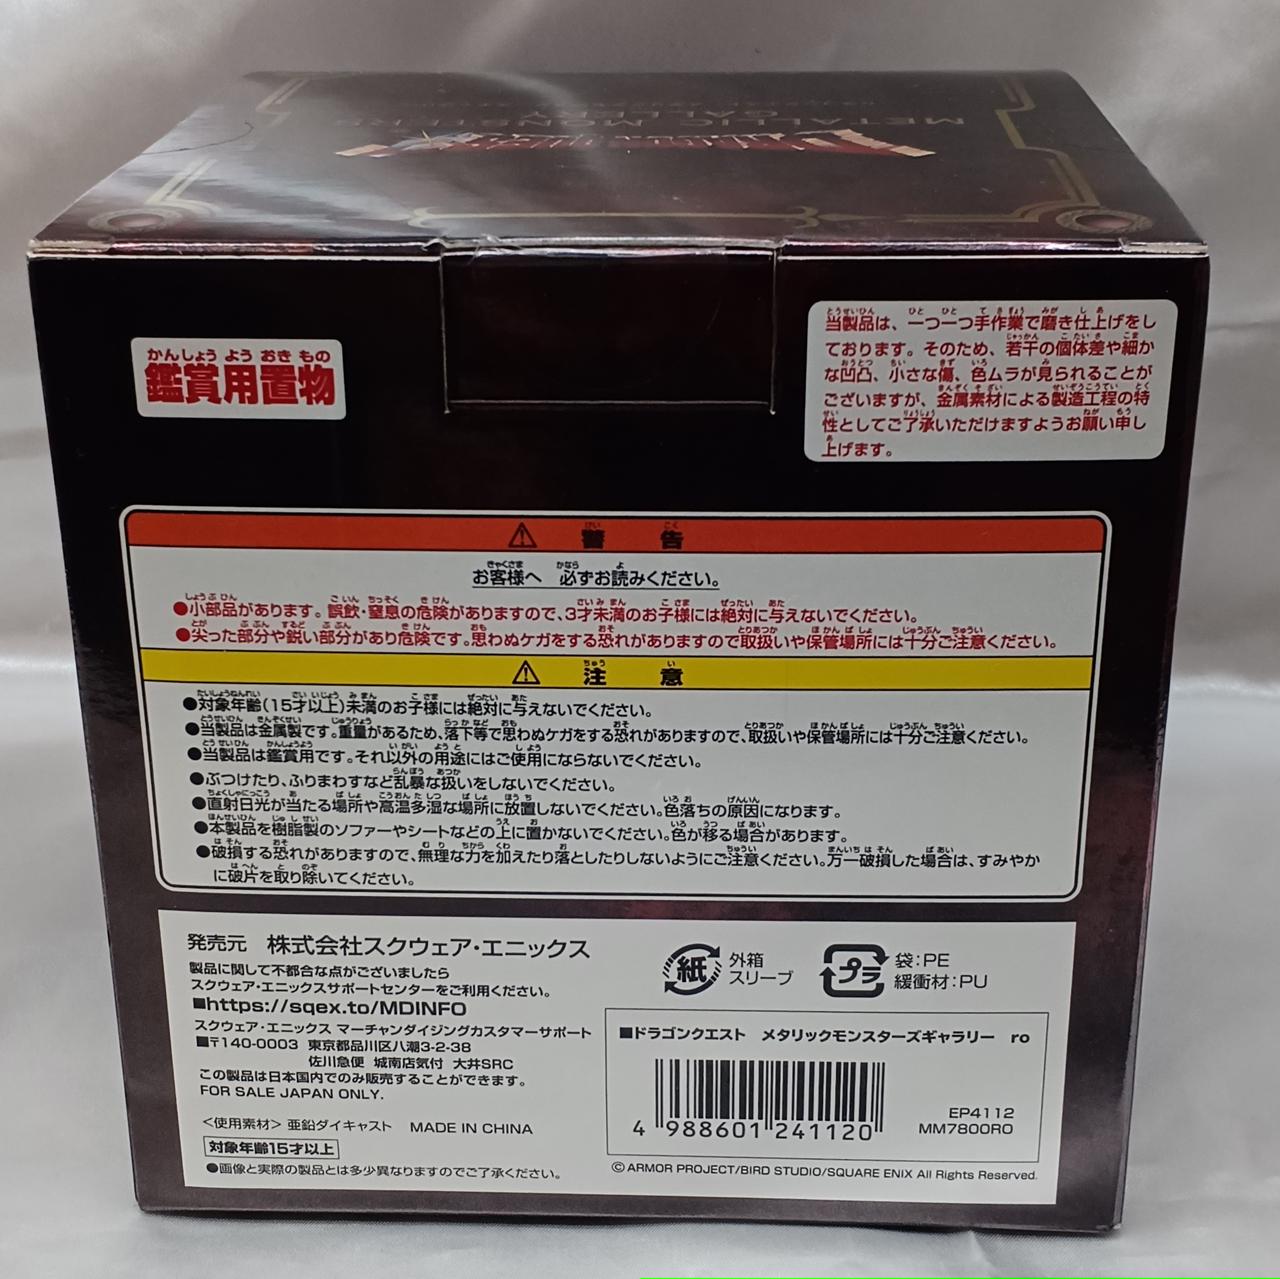 METALLIC MONSTERS
GALLERY
かんしょう よう おき もの
鑑賞用置物
当製品は、一つ一つ手作業で磨き仕上げをし
ております。そのため、若干の個体差や細か
な凹凸、小さな傷、色ムラが見られることが
ございますが、金属素材による製造工程の特
性としてご了承いただけますようお願い申し
上げます。
警告
お客様へ 必ずお読みください。
●小部品があります。誤飲・窒息の危険がありますので、3才未満のお子様には絶対に与えないでください。
●尖った部分や鋭い部分があり危険です。思わぬケガをする恐れがありますので取扱いや保管場所には十分ご注意ください。
注意
●対象年齢(15才以上)未満のお子様には絶対に与えないでください。
●当製品は金属製です。重量があるため、落下等で思わぬケガをする恐れがありますので、取扱いや保管場所には十分ご注意ください。
●当製品は鑑賞用です。それ以外の用途にはご使用にならないでください。
●ぶつけたり、ふりまわすなど乱暴な扱いをしないでください。
●直射日光が当たる場所や高温多湿な場所に放置しないでください。色落ちの原因になります。
●本製品を樹脂製のソファーやシートなどの上に置かないでください。色が移る場合があります。
●破損する恐れがありますので、無理な力を加えたり落としたりしないようにご注意ください。万一破損した場合は、すみやか
に破片を取り除いてください。
発売元 株式会社スクウェア・エニックス
製品に関して不都合な点がございましたら
スクウェア・エニックスサポートセンターをご利用ください。
■https://sqex.to/MDINFO
スクウェア・エニックス マーチャンダイジングカスタマーサポート
■〒140-0003 東京都品川区八潮3-2-38
佐川急便 城南店気付 大井SRC
この製品は日本国内でのみ販売することができます。
FOR SALE JAPAN ONLY.
<使用素材> 亜鉛ダイキャスト MADE IN CHINA
対象年齢15才以上
●画像と実際の製品とは多少異なりますのでご了承ください。
紙 外箱
スリーブ
プラ 袋:PE
緩衝材:PU
■ドラゴンクエスト メタリックモンスターズギャラリー ro
4 988601 241120
EP4112
MM7800R0
© ARMOR PROJECT/BIRD STUDIO/SQUARE ENIX All Rights Reserved.